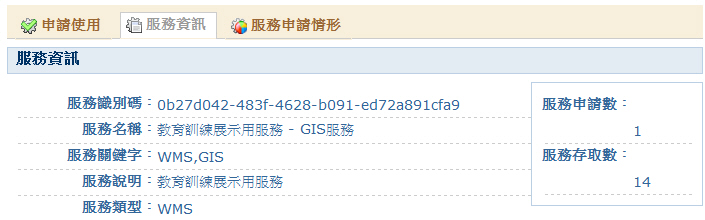 申請使用 服務資訊 服務申請情形
服務資訊
服務識別碼：0b27d042-483f-4628-b091-ed72a891cfa9
服務名稱：教育訓練展示用服務 - GIS服務
服務關鍵字：WMS,GIS
服務說明：教育訓練展示用服務
服務類型：WMS
服務申請數：
1
服務存取數：
14